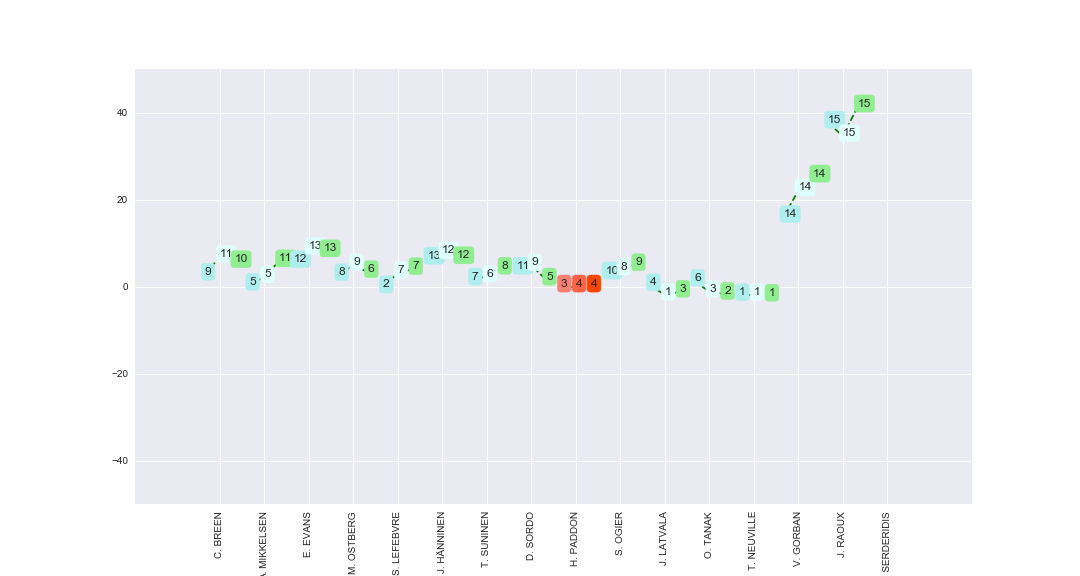 40
20
0
−20
−40
9 11 10
5 5 11
12 13 13
8 9 6
2 7 7
13 12 12
7 6 8
11 9 5
3 4 4
10 8 9
4 1 3
6 3 2
1 1 1
14 14 14
15 15 15
C. BREEN
A. MIKKELSEN
E. EVANS
M. OSTBERG
S. LEFEBVRE
J. HÄNNINEN
T. SUNINEN
D. SORDO
H. PADDON
S. OGIER
J. LATVALA
O. TANAK
T. NEUVILLE
V. GORBAN
J. RAOUX
SERDERIDIS